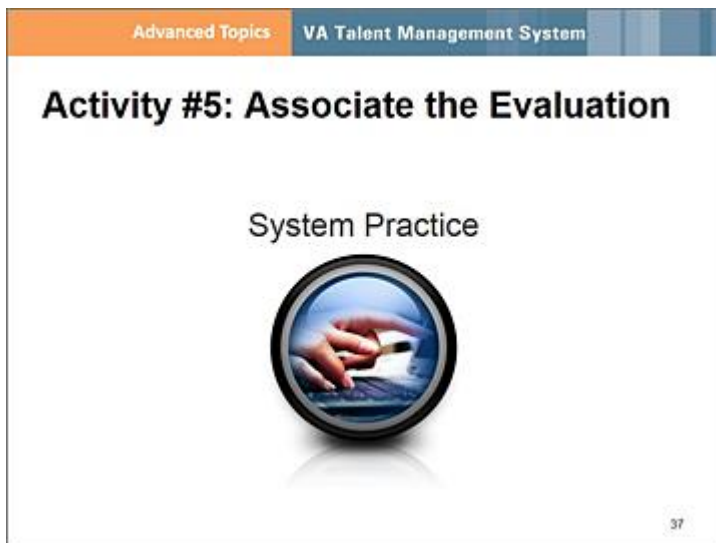 Advanced Topics
VA Talent Management System
Activity #5: Associate the Evaluation
System Practice
37